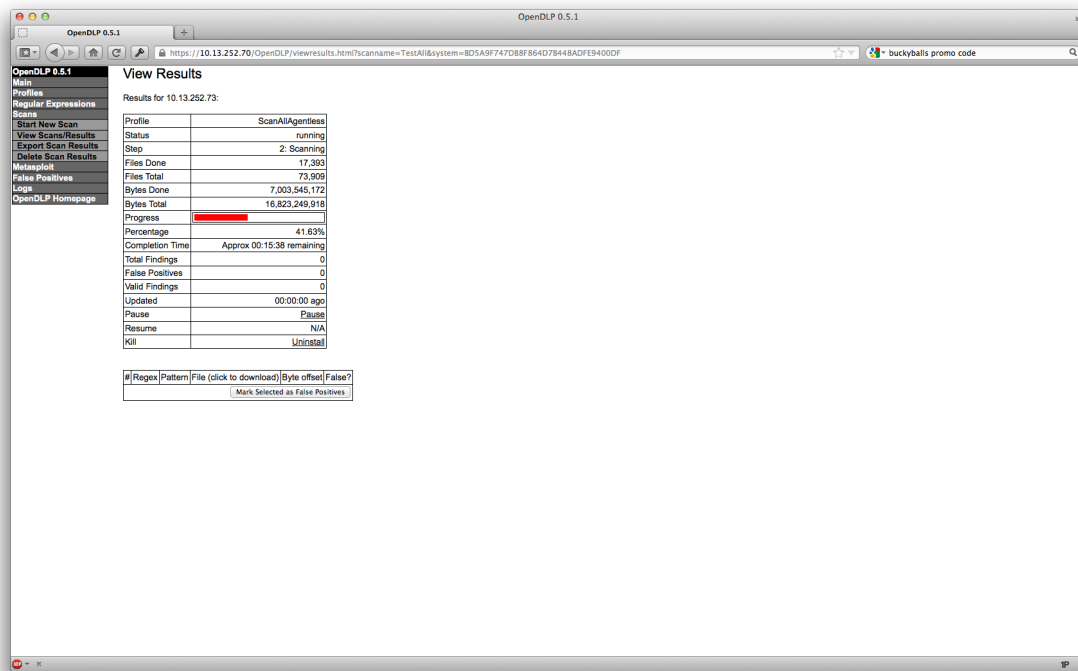 OpenDLP 0.5.1
OpenDLP 0.5.1
https://10.13.252.70/OpenDLP/viewresults.html?scanname=TestAll&system=8D5A9F747DB8F864D7B448ADFE9400DF
buckyballs promo code
OpenDLP 0.5.1
Main
Profiles
Regular Expressions
Scans
Start New Scan
View Scans/Results
Export Scan Results
Delete Scan Results
Metasploit
False Positives
Logs
OpenDLP Homepage
View Results
Results for 10.13.252.73:
Profile ScanAllAgentless
Status running
Step 2: Scanning
Files Done 17,393
Files Total 73,909
Bytes Done 7,003,545,172
Bytes Total 16,823,249,918
Progress
Percentage 41.63%
Completion Time Approx 00:15:38 remaining
Total Findings 0
False Positives 0
Valid Findings 0
Updated 00:00:00 ago
Pause Pause
Resume N/A
Kill Uninstall
# Regex Pattern File (click to download) Byte offset False?
Mark Selected as False Positives
ABP
1P